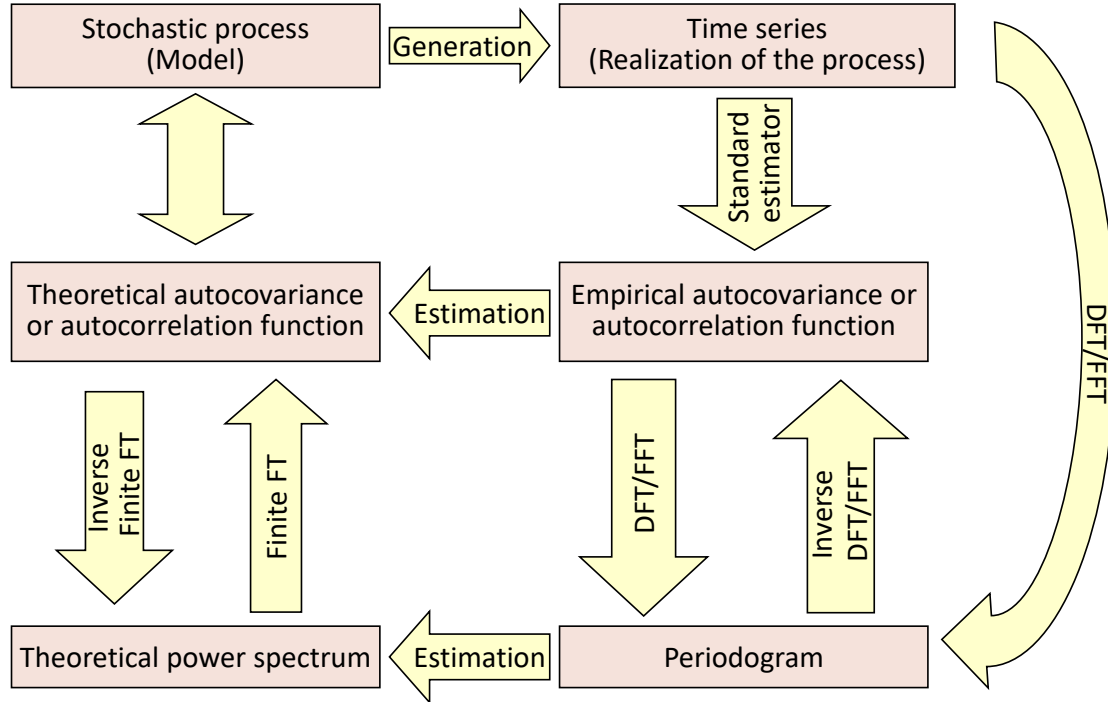 Stochastic process
(Model)
Generation
Time series
(Realization of the process)
Standard
estimator
Theoretical autocovariance
or autocorrelation function
Estimation
Empirical autocovariance or
autocorrelation function
DFT/FFT
Inverse
Finite FT
Finite FT
DFT/FFT
Inverse
DFT/FFT
Theoretical power spectrum
Estimation
Periodogram